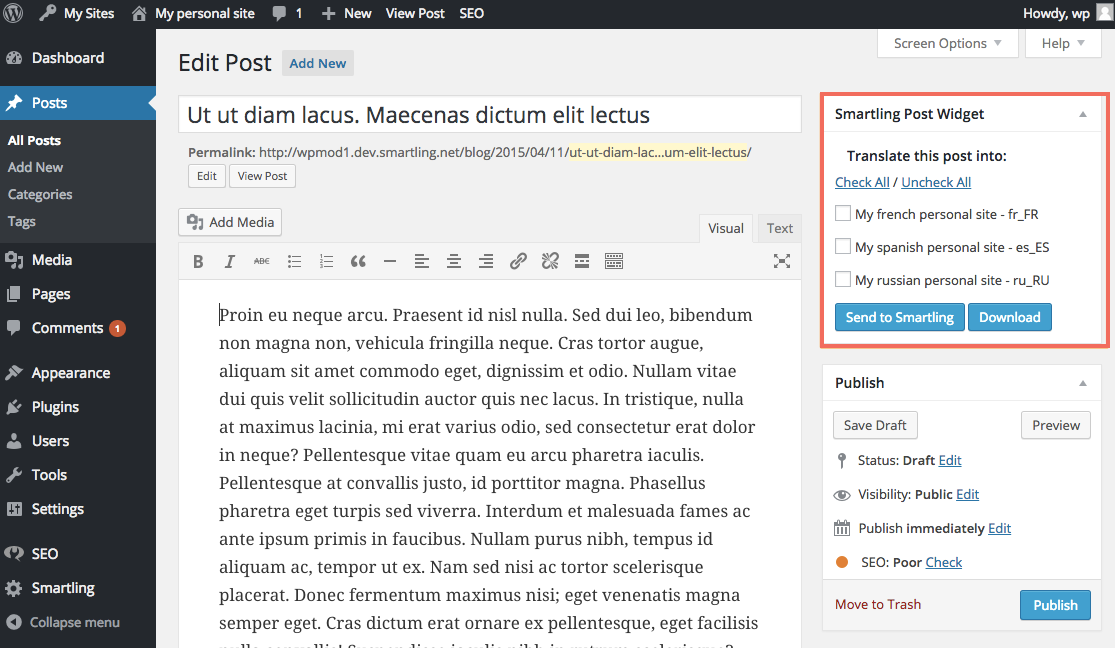 My Sites My personal site 1 New View Post SEO Howdy, wp
Dashboard
Posts
All Posts
Add New
Categories
Tags
Media
Pages
Comments 1
Appearance
Plugins
Users
Tools
Settings
SEO
Smartling
Collapse menu
Screen Options Help
Edit Post Add New
Ut ut diam lacus. Maecenas dictum elit lectus
Permalink: http://wpmod1.dev.smartling.net/blog/2015/04/11/ut-ut-diam-lac...um-elit-lectus/
Edit View Post
Add Media
Visual Text
B I ABC
Proin eu neque arcu. Praesent id nisl nulla. Sed dui leo, bibendum
non magna non, vehicula fringilla neque. Cras tortor augue,
aliquam sit amet commodo eget, dignissim et odio. Nullam vitae
dui quis velit sollicitudin auctor quis nec lacus. In tristique, nulla
at maximus lacinia, mi erat varius odio, sed consectetur erat dolor
in neque? Pellentesque vitae quam eu arcu pharetra iaculis.
Pellentesque at convallis justo, id porttitor magna. Phasellus
pharetra eget turpis sed viverra. Interdum et malesuada fames ac
ante ipsum primis in faucibus. Nullam purus nibh, tempus id
aliquam ac, tempor ut ex. Nam sed nisi ac tortor scelerisque
placerat. Donec fermentum maximus nisi; eget venenatis magna
semper eget. Cras dictum erat ornare ex pellentesque, eget facilisis
Smartling Post Widget
Translate this post into:
Check All / Uncheck All
My french personal site - fr_FR
My spanish personal site - es_ES
My russian personal site - ru_RU
Send to Smartling Download
Publish
Save Draft Preview
Status: Draft Edit
Visibility: Public Edit
Publish immediately Edit
SEO: Poor Check
Move to Trash Publish